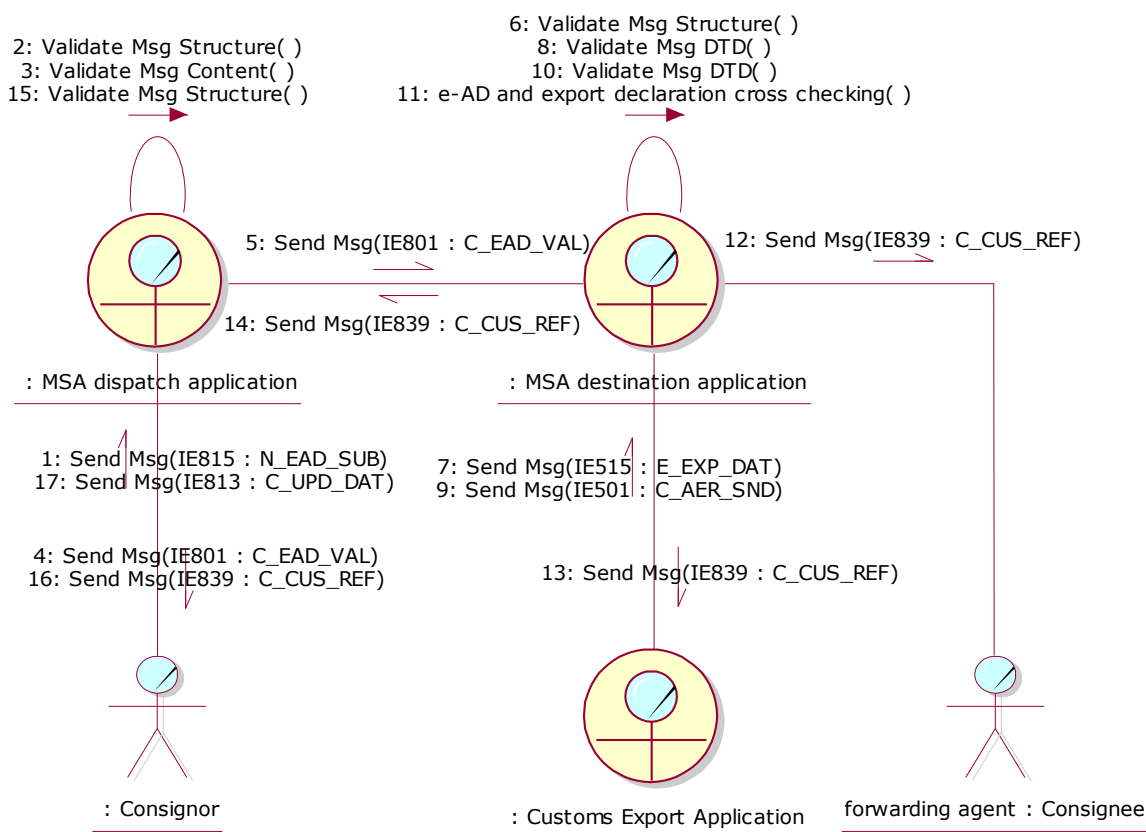 6: Validate Msg Structure( )
8: Validate Msg DTD( )
10: Validate Msg DTD( )
11: e-AD and export declaration cross checking( )
2: Validate Msg Structure( )
3: Validate Msg Content( )
15: Validate Msg Structure( )
5: Send Msg(IE801 : C_EAD_VAL)
12: Send Msg(IE839 : C_CUS_REF)
14: Send Msg(IE839 : C_CUS_REF)
: MSA dispatch application
: MSA destination application
1: Send Msg(IE815 : N_EAD_SUB)
17: Send Msg(IE813 : C_UPD_DAT)
7: Send Msg(IE515 : E_EXP_DAT)
9: Send Msg(IE501 : C_AER_SND)
4: Send Msg(IE801 : C_EAD_VAL)
16: Send Msg(IE839 : C_CUS_REF)
13: Send Msg(IE839 : C_CUS_REF)
: Consignor
: Customs Export Application
forwarding agent : Consignee